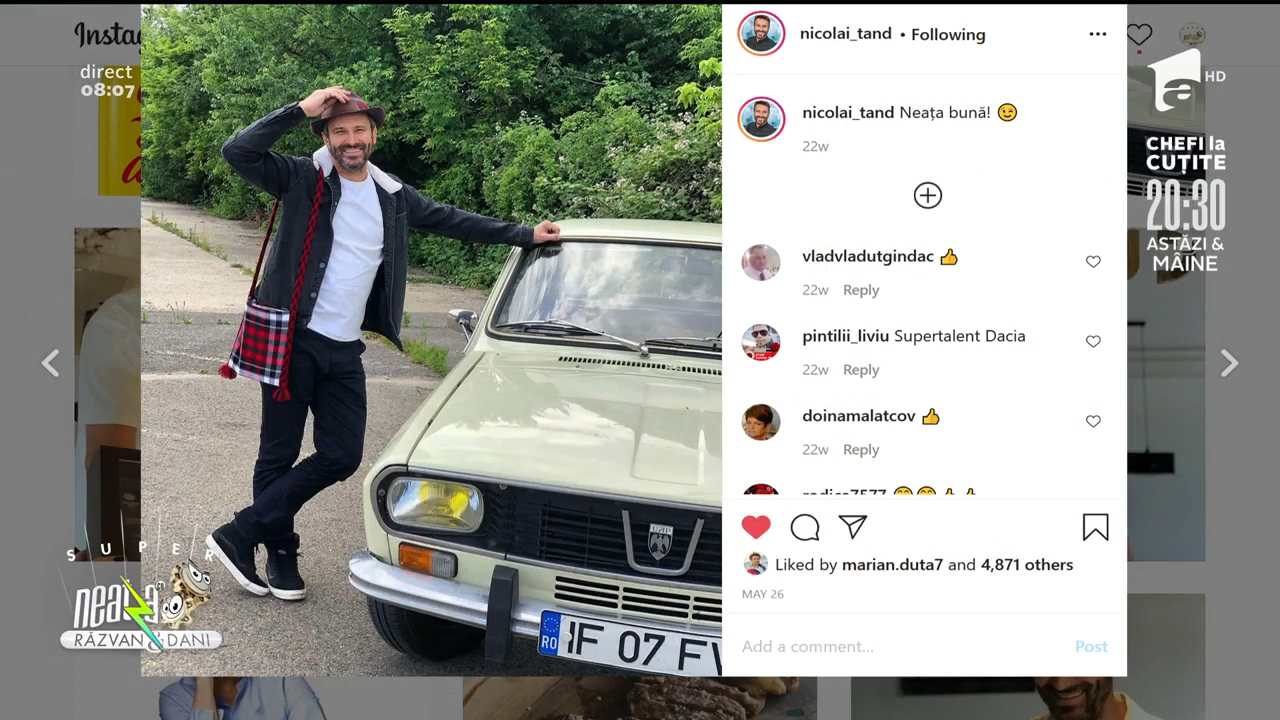 Insta
direct
08:07
nicolai_tand • Following
nicolai_tand Neața bună! 😉
22w
vladvladutgindac 👍
22w Reply
pintilii_liviu Supertalent Dacia
22w Reply
doinamalatcov 👍
22w Reply
Liked by marian.duta7 and 4,871 others
MAY 26
Add a comment... Post
a HD
CHEFI la
CUȚITE
20:30
ASTĂZI &
MÂINE
SUPER
neața
RĂZVAN & DANI
UAP
RO IF 07 F